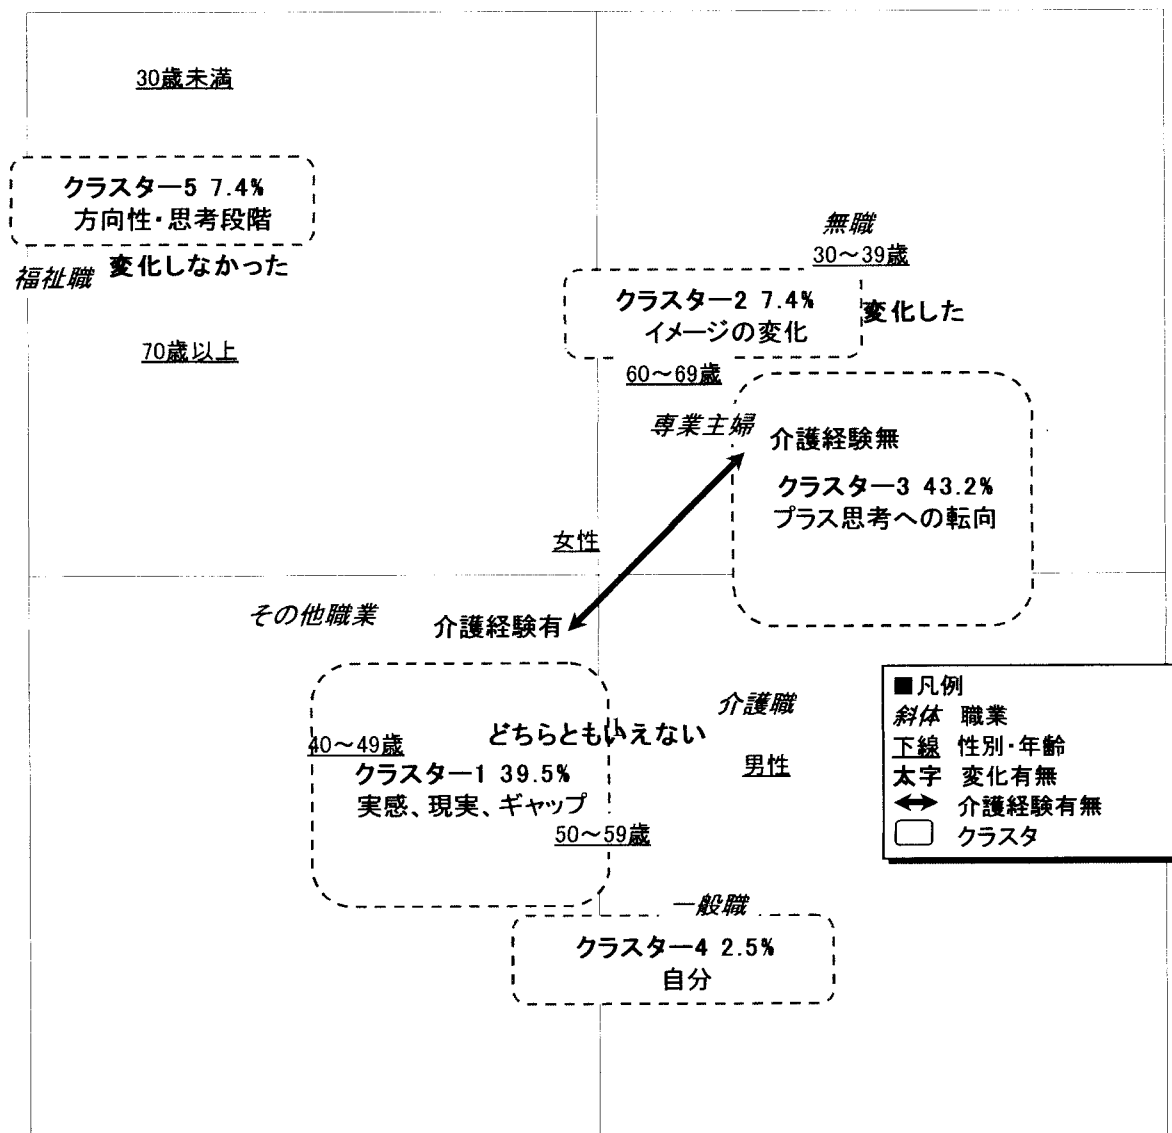 30歳未満
クラスター5 7.4%
方向性・思考段階
福祉職
変化しなかった
70歳以上
無職
30～39歳
クラスター2 7.4%
イメージの変化
変化した
60～69歳
専業主婦
介護経験無
クラスター3 43.2%
プラス思考への転向
女性
その他職業
介護経験有
介護職
どちらともいえない
40～49歳
男性
クラスター1 39.5%
実感、現実、ギャップ
50～59歳
一般職
クラスター4 2.5%
自分
■凡例
斜体 職業
下線 性別・年齢
太字 変化有無
介護経験有無
クラスタ